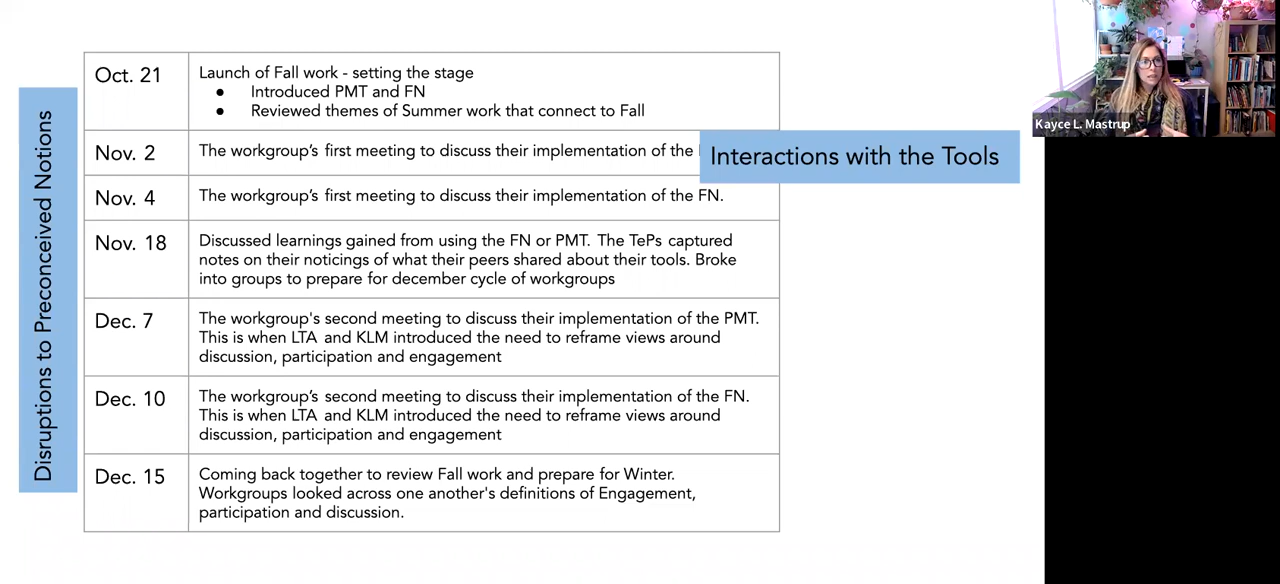 Disruptions to Preconceived Notions
Oct. 21
Launch of Fall work - setting the stage
● Introduced PMT and FN
● Reviewed themes of Summer work that connect to Fall
Nov. 2
The workgroup's first meeting to discuss their implementation of the
Interactions with the Tools
Nov. 4
The workgroup's first meeting to discuss their implementation of the FN.
Nov. 18
Discussed learnings gained from using the FN or PMT. The TePs captured
notes on their noticings of what their peers shared about their tools. Broke
into groups to prepare for december cycle of workgroups
Dec. 7
The workgroup's second meeting to discuss their implementation of the PMT.
This is when LTA and KLM introduced the need to reframe views around
discussion, participation and engagement
Dec. 10
The workgroup's second meeting to discuss their implementation of the FN.
This is when LTA and KLM introduced the need to reframe views around
discussion, participation and engagement
Dec. 15
Coming back together to review Fall work and prepare for Winter.
Workgroups looked across one another's definitions of Engagement,
participation and discussion.
Kayce L. Mastrup